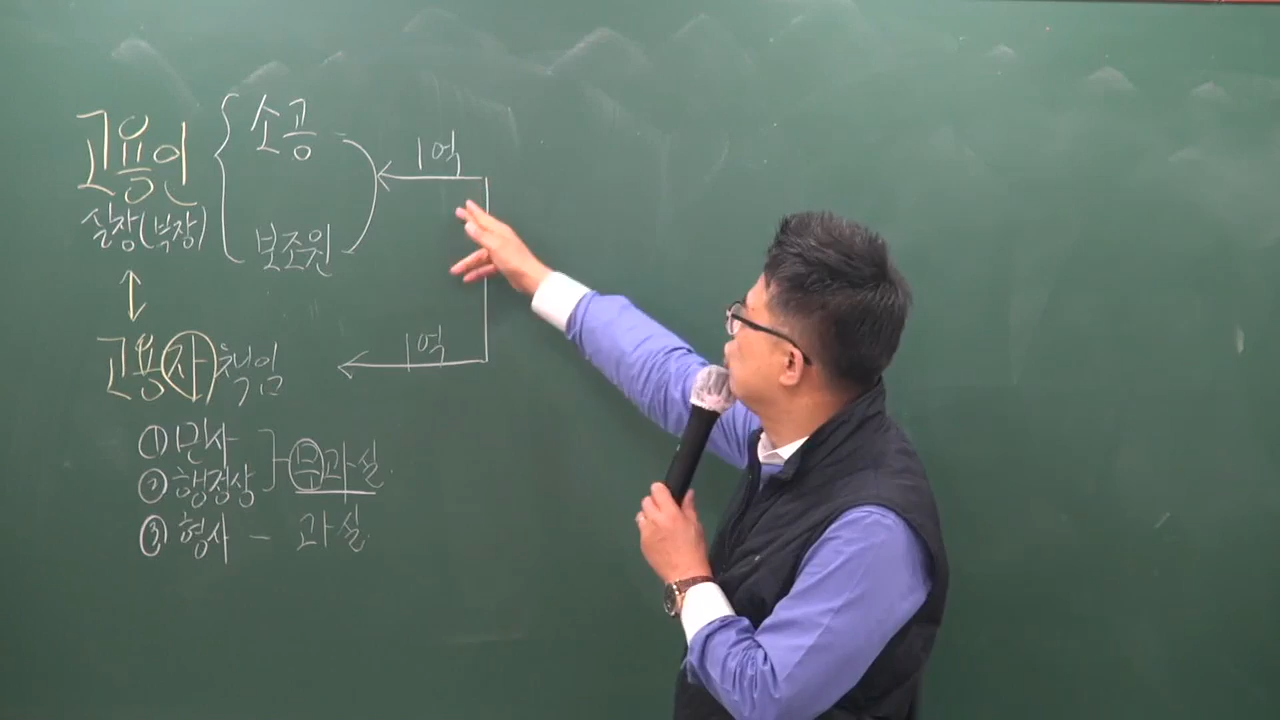 고용인
소공
1억
실장(부장)
보조원
고용자책임
1억
① 민사
② 행정상
무과실
③ 형사 - 과실